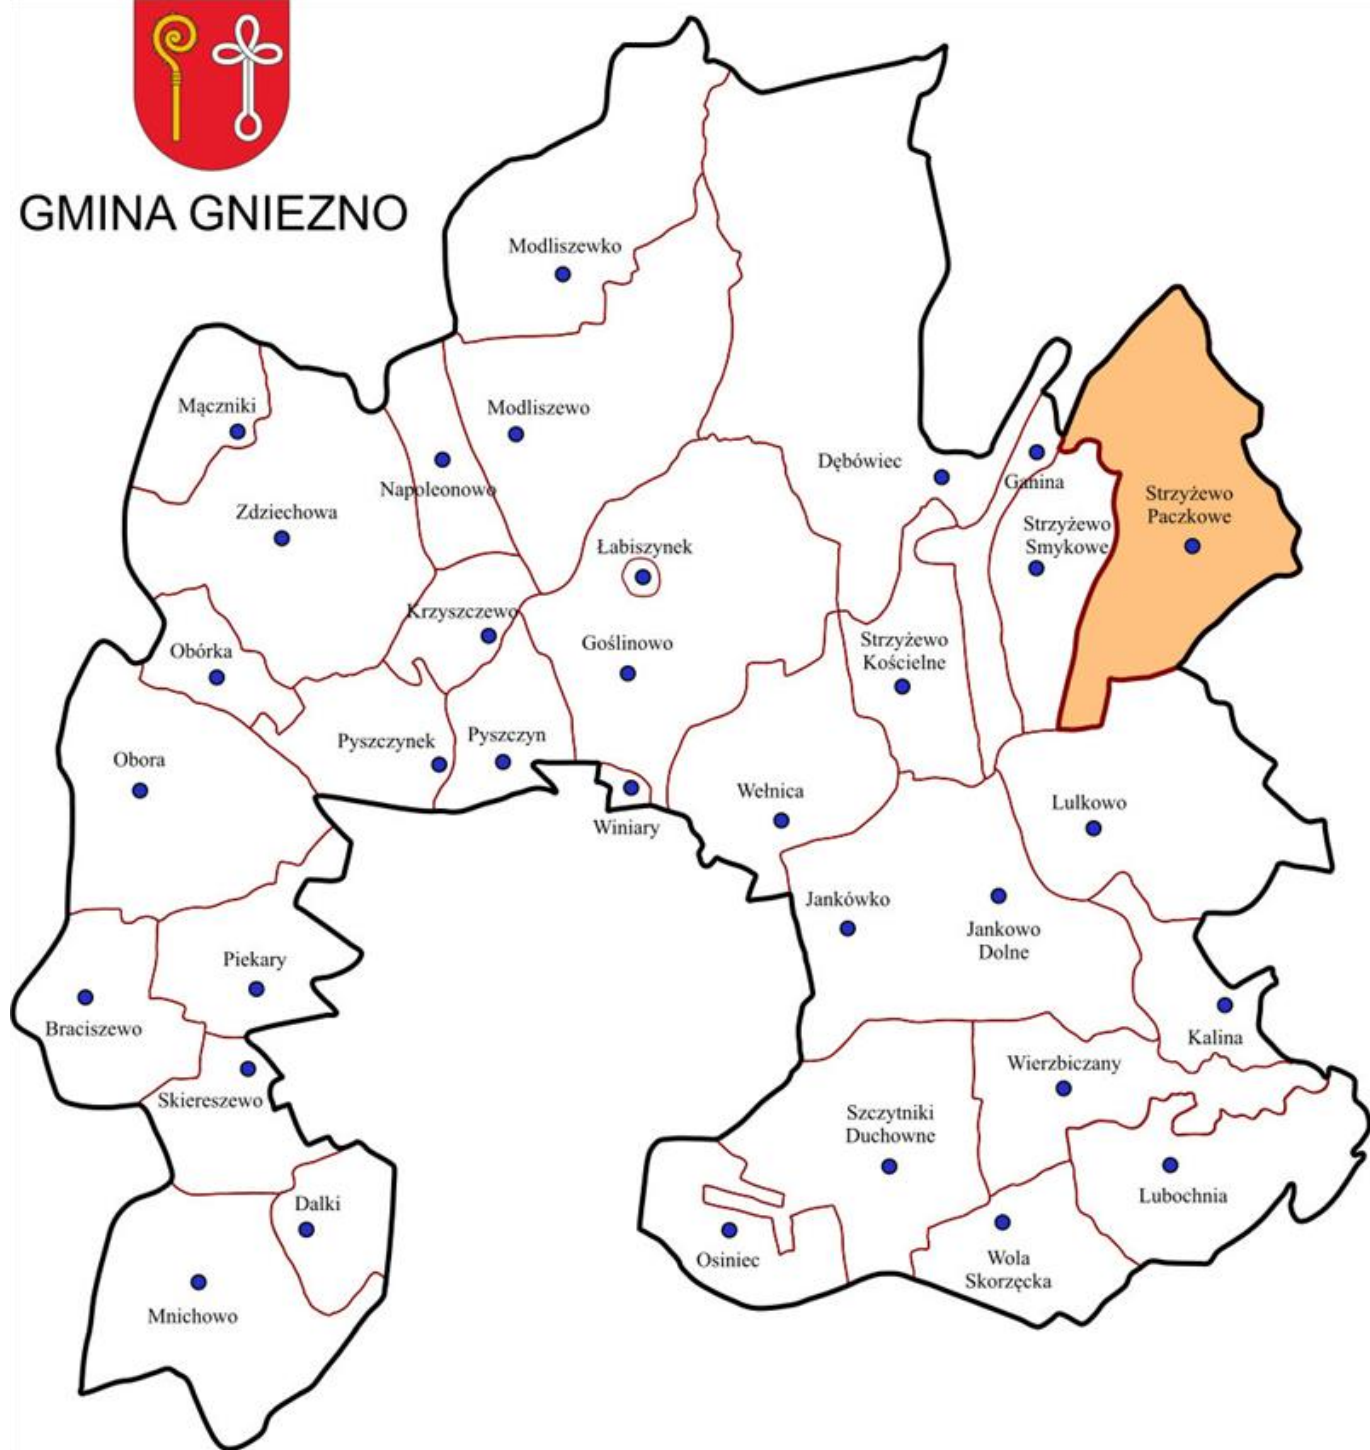 GMINA GNIEZNO
Modliszewko
Mączniki
Modliszewo
Dębówiec
Napoleonowo
Ganina
Zdziechowa
Strzyżewo
Paczkowe
Strzyżewo
Smykowe
Łabiszynek
Krzyszczewo
Obórka
Goślinowo
Strzyżewo
Kościelne
Pyszczynek
Pyszczyn
Obora
Wełnica
Lulkowo
Winiary
Jankówko
Jankowo
Dolne
Piekary
Braciszewo
Kalina
Wierzbiczany
Skiereszewo
Szczytniki
Duchowne
Lubochnia
Dalki
Osiniec
Wola
Skorzęcka
Mnichowo